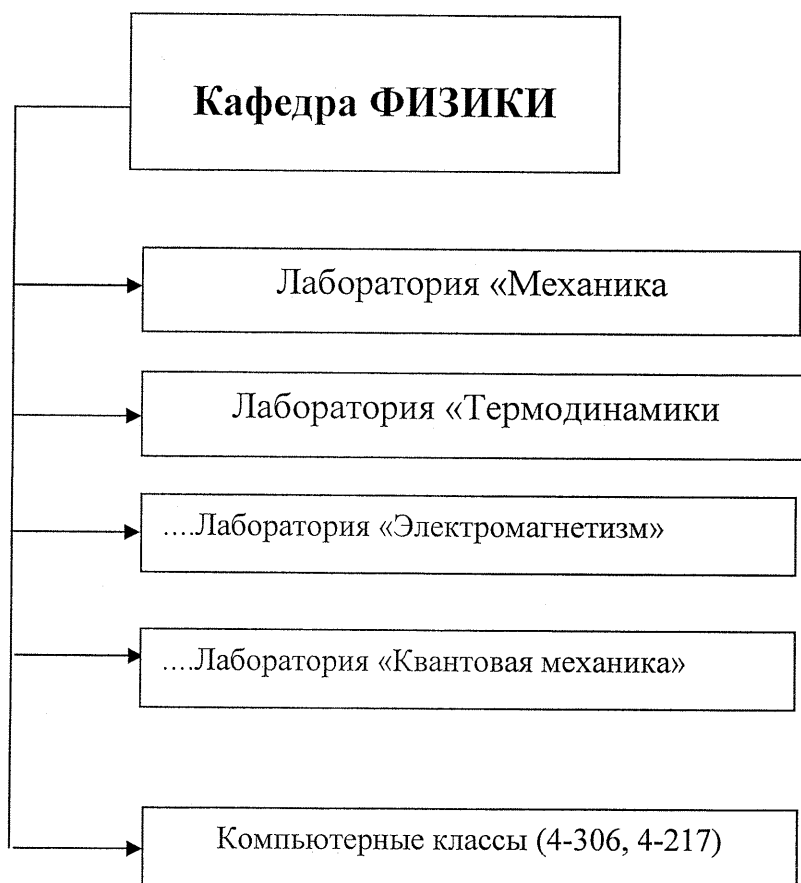 Кафедра ФИЗИКИ
Лаборатория «Механика
Лаборатория «Термодинамики
....Лаборатория «Электромагнетизм»
....Лаборатория «Квантовая механика»
Компьютерные классы (4-306, 4-217)